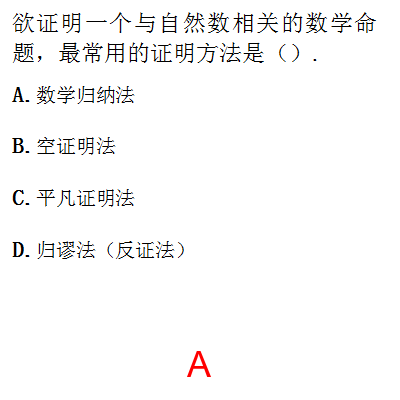 欲证明一个与自然数相关的数学命
题，最常用的证明方法是（）.
A. 数学归纳法
B. 空证明法
C. 平凡证明法
D. 归谬法（反证法）
A